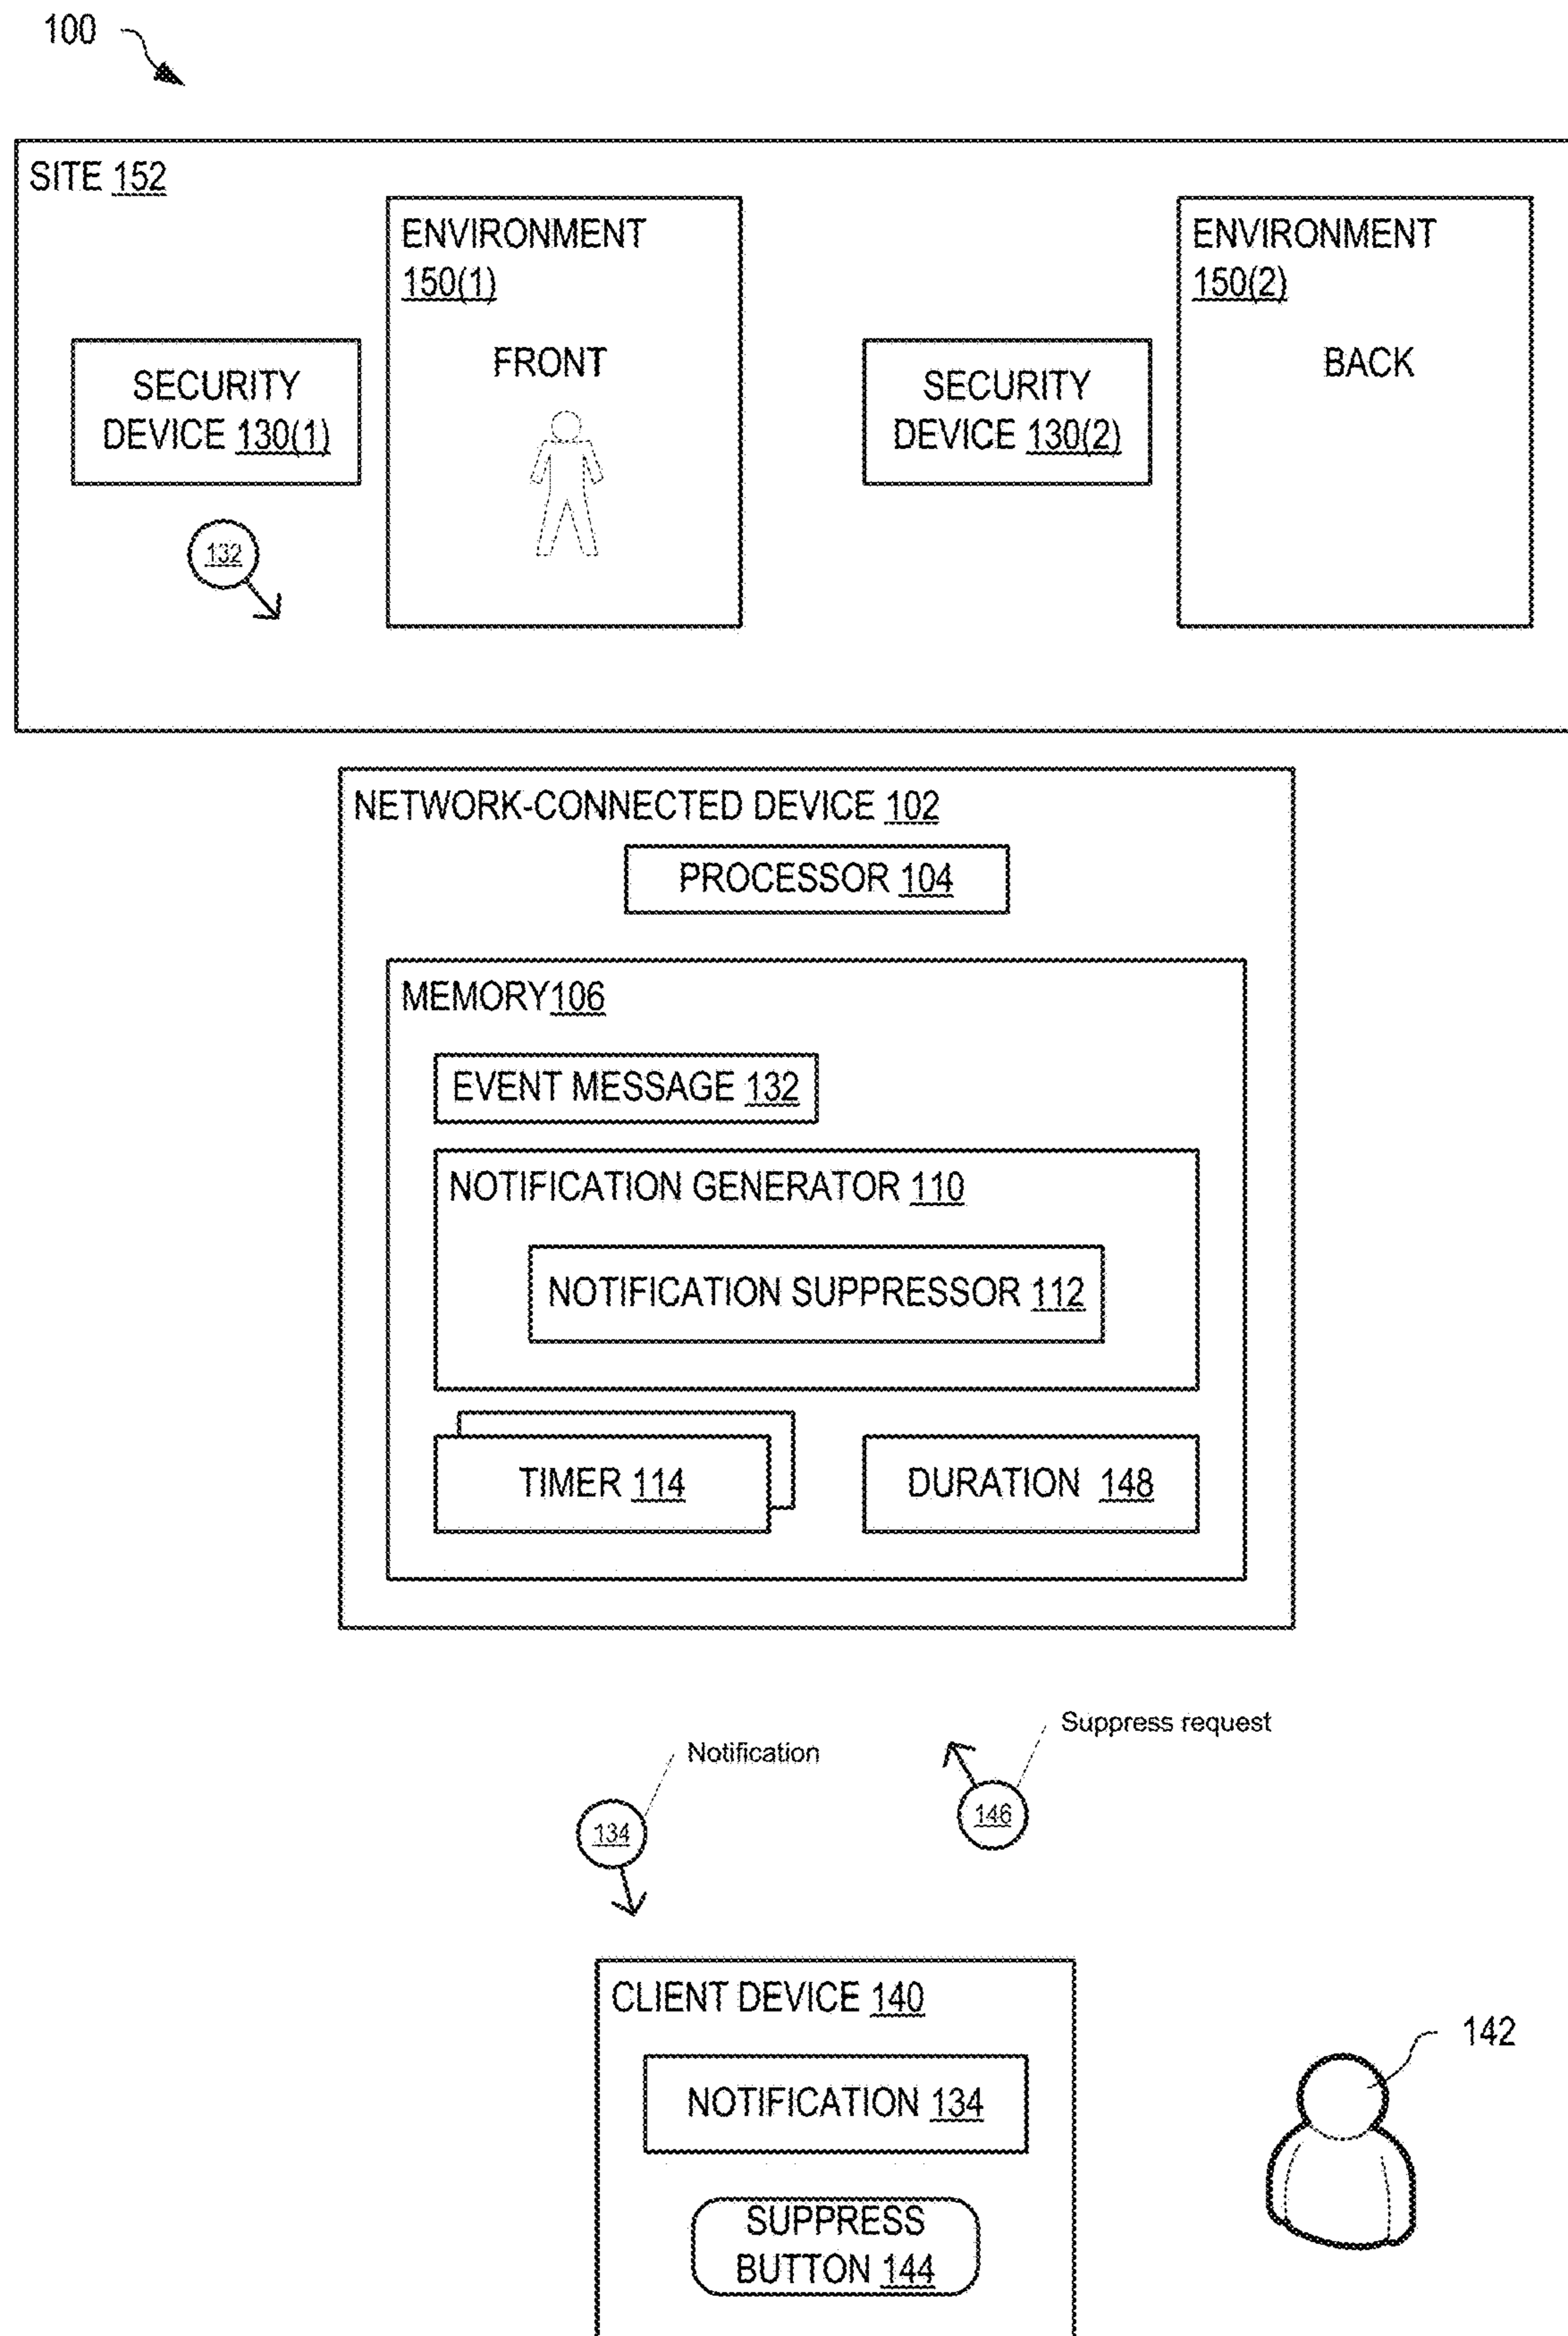 100
SITE 152
ENVIRONMENT
150(1)
FRONT
SECURITY
DEVICE 130(1)
132
ENVIRONMENT
150(2)
BACK
SECURITY
DEVICE 130(2)
NETWORK-CONNECTED DEVICE 102
PROCESSOR 104
MEMORY106
EVENT MESSAGE 132
NOTIFICATION GENERATOR 110
NOTIFICATION SUPPRESSOR 112
TIMER 114
DURATION 148
Suppress request
Notification
146
134
CLIENT DEVICE 140
NOTIFICATION 134
142
SUPPRESS
BUTTON 144